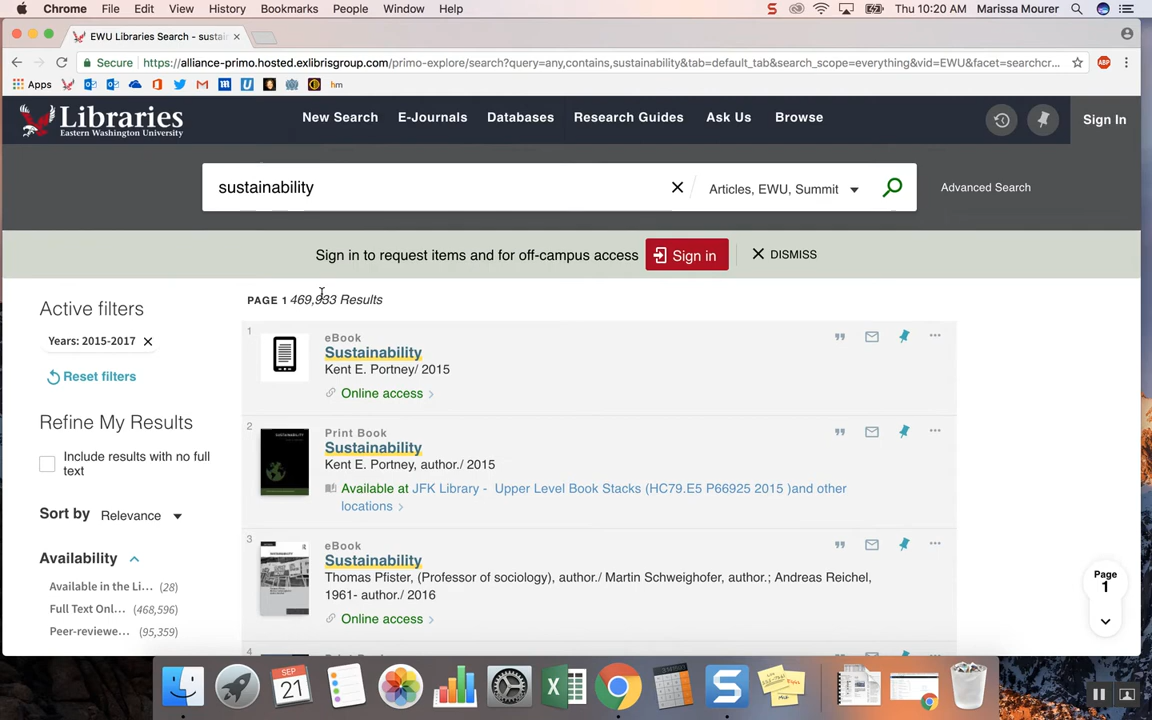 Chrome File Edit View History Bookmarks People Window Help Thu 10:20 AM Marissa Mourer
EWU Libraries Search - sustai
Secure https://alliance-primo.hosted.exlibrisgroup.com/primo-explore/search?query=any,contains,sustainability&tab=default_tab&search_scope=everything&vid=EWU&facet=searchcr...
Apps hm
Libraries
Eastern Washington University
New Search E-Journals Databases Research Guides Ask Us Browse Sign In
sustainability Articles, EWU, Summit Advanced Search
Sign in to request items and for off-campus access Sign in DISMISS
Active filters
Years: 2015-2017
Reset filters
Refine My Results
Include results with no full
text
Sort by Relevance
Availability
Available in the Li... (28)
Full Text Onl... (468,596)
Peer-reviewe... (95,359)
PAGE 1 469,933 Results
1
eBook
Sustainability
Kent E. Portney/ 2015
Online access
2
Print Book
Sustainability
Kent E. Portney, author./ 2015
Available at JFK Library - Upper Level Book Stacks (HC79.E5 P66925 2015 )and other
locations
3
eBook
Sustainability
Thomas Pfister, (Professor of sociology), author./ Martin Schweighofer, author.; Andreas Reichel,
1961- author./ 2016
Online access
4
Page
1
SEP
21